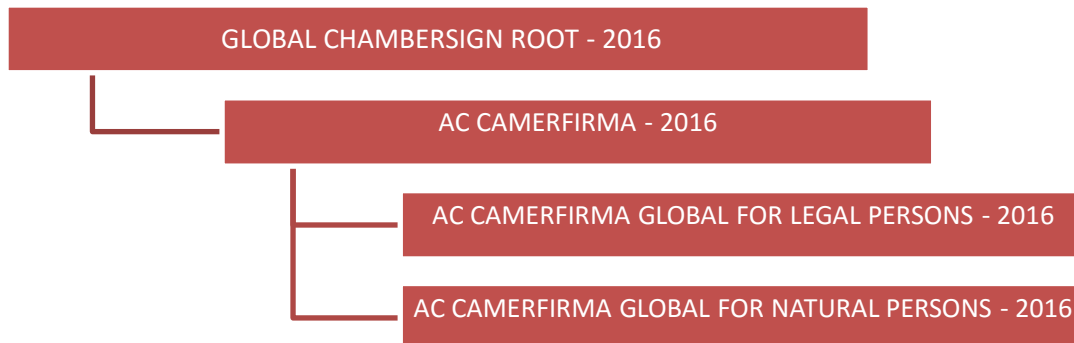 GLOBAL CHAMBERSIGN ROOT - 2016
AC CAMERFIRMA - 2016
AC CAMERFIRMA GLOBAL FOR LEGAL PERSONS - 2016
AC CAMERFIRMA GLOBAL FOR NATURAL PERSONS - 2016